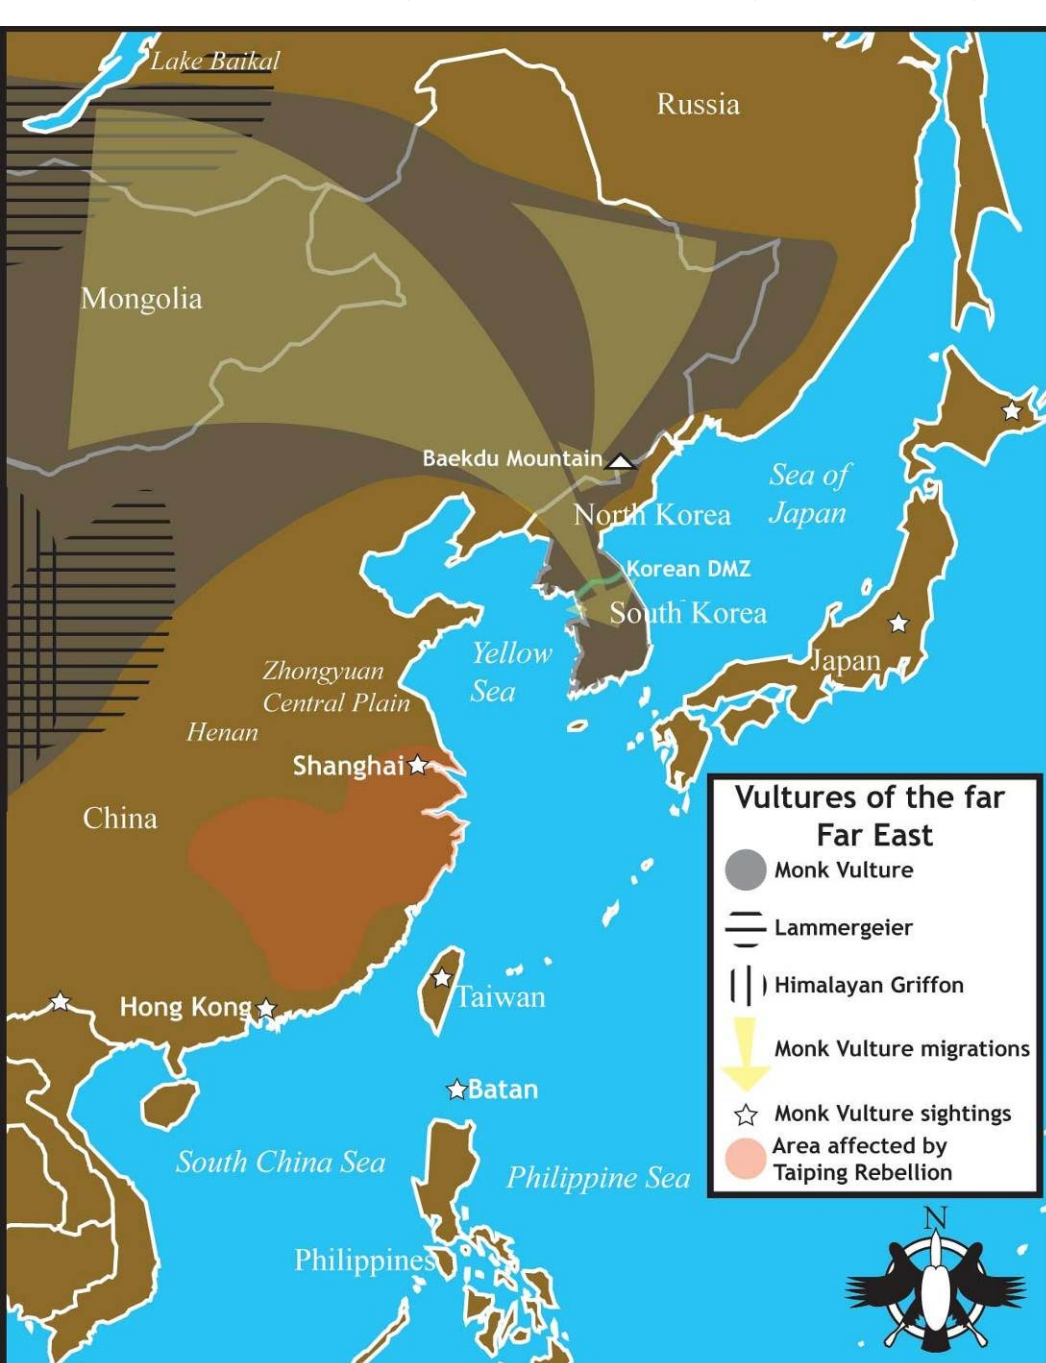 Lake Baikal
Russia
Mongolia
Baekdu Mountain
Sea of
Japan
North Korea
Korean DMZ
South Korea
Yellow
Sea
Japan
Zhongyuan
Central Plain
Henan
Shanghai
China
Vultures of the far
Far East
Monk Vulture
Lammergeier
Himalayan Griffon
Monk Vulture migrations
Monk Vulture sightings
Area affected by
Taiping Rebellion
Hong Kong
Taiwan
Batan
South China Sea
Philippine Sea
Philippines
N